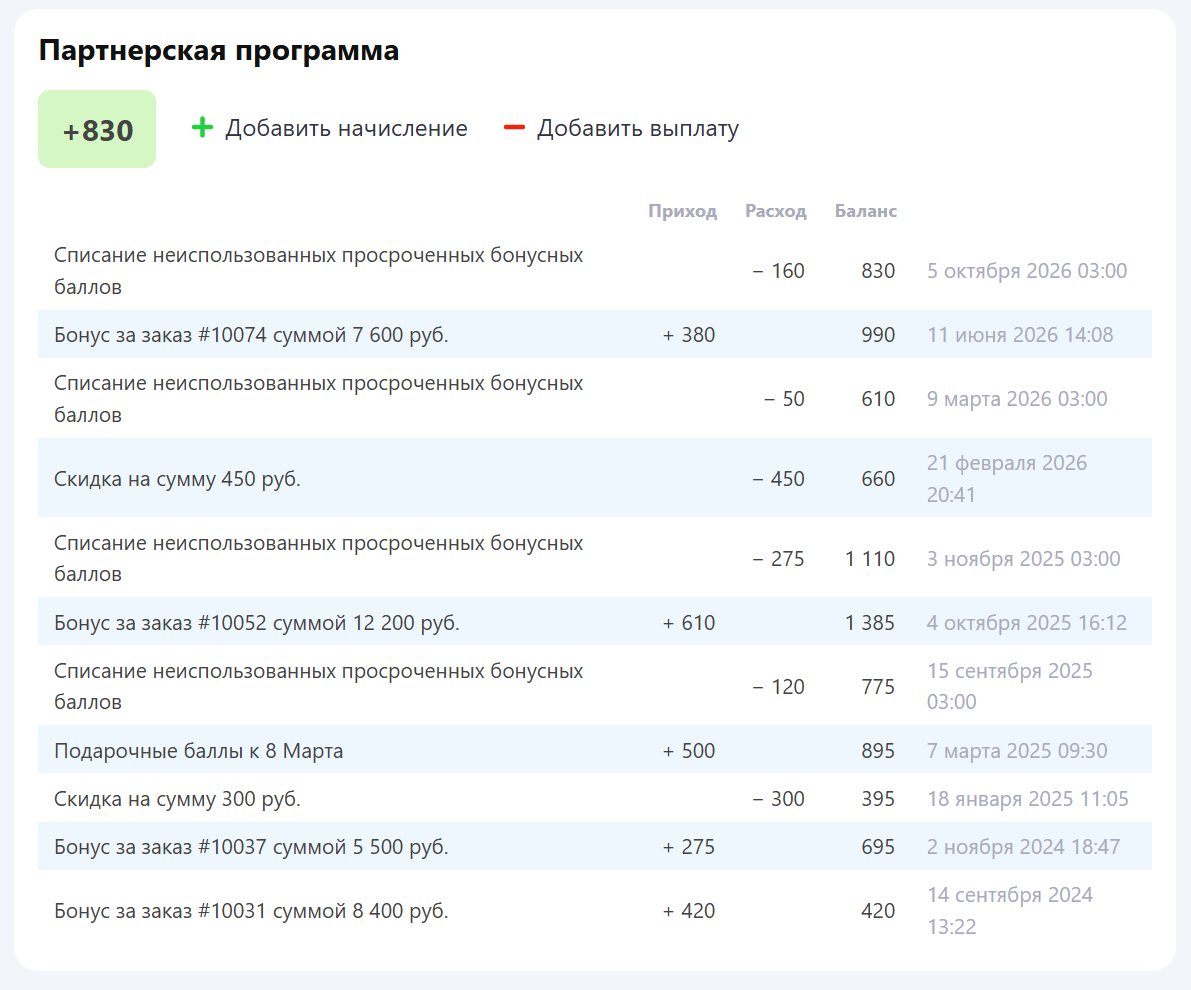 Партнерская программа
+830 Добавить начисление Добавить выплату
Приход Расход Баланс
Списание неиспользованных просроченных бонусных
баллов
− 160 830 5 октября 2026 03:00
Бонус за заказ #10074 суммой 7 600 руб. + 380 990 11 июня 2026 14:08
Списание неиспользованных просроченных бонусных
баллов
− 50 610 9 марта 2026 03:00
Скидка на сумму 450 руб. − 450 660 21 февраля 2026
20:41
Списание неиспользованных просроченных бонусных
баллов
− 275 1 110 3 ноября 2025 03:00
Бонус за заказ #10052 суммой 12 200 руб. + 610 1 385 4 октября 2025 16:12
Списание неиспользованных просроченных бонусных
баллов
− 120 775 15 сентября 2025
03:00
Подарочные баллы к 8 Марта + 500 895 7 марта 2025 09:30
Скидка на сумму 300 руб. − 300 395 18 января 2025 11:05
Бонус за заказ #10037 суммой 5 500 руб. + 275 695 2 ноября 2024 18:47
Бонус за заказ #10031 суммой 8 400 руб. + 420 420 14 сентября 2024
13:22